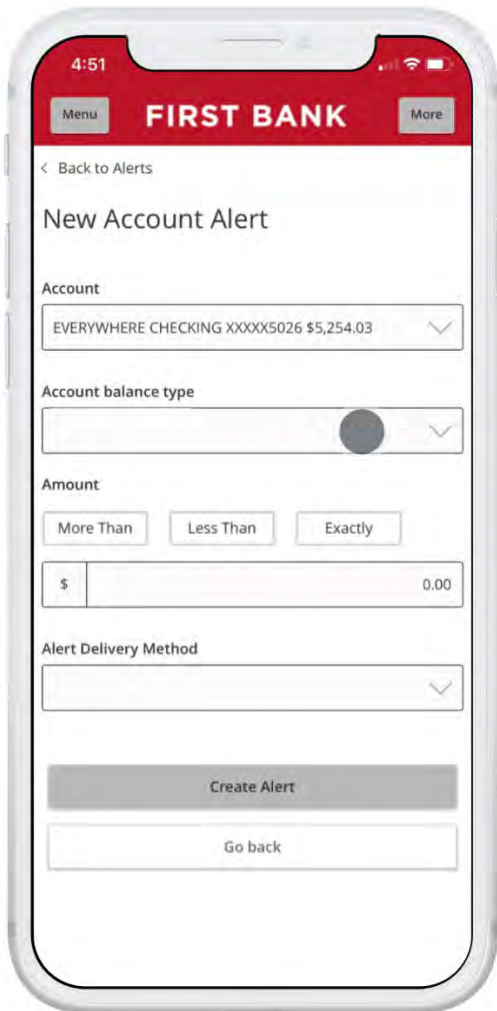 4:51
Menu FIRST BANK More
< Back to Alerts
New Account Alert
Account
EVERYWHERE CHECKING XXXXX5026 $5,254.03
Account balance type
Amount
More Than Less Than Exactly
$ 0.00
Alert Delivery Method
Create Alert
Go back